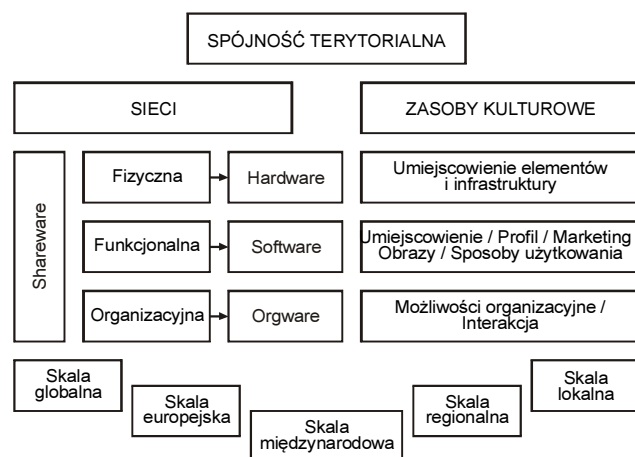 SPÓJNOŚĆ TERYTORIALNA
SIECI
ZASOBY KULTUROWE
Shareware
Fizyczna
Hardware
Umiejscowienie elementów
i infrastruktury
Funkcjonalna
Software
Umiejscowienie / Profil / Marketing
Obrazy / Sposoby użytkowania
Organizacyjna
Orgware
Możliwości organizacyjne /
Interakcja
Skala
globalna
Skala
europejska
Skala
międzynarodowa
Skala
regionalna
Skala
lokalna